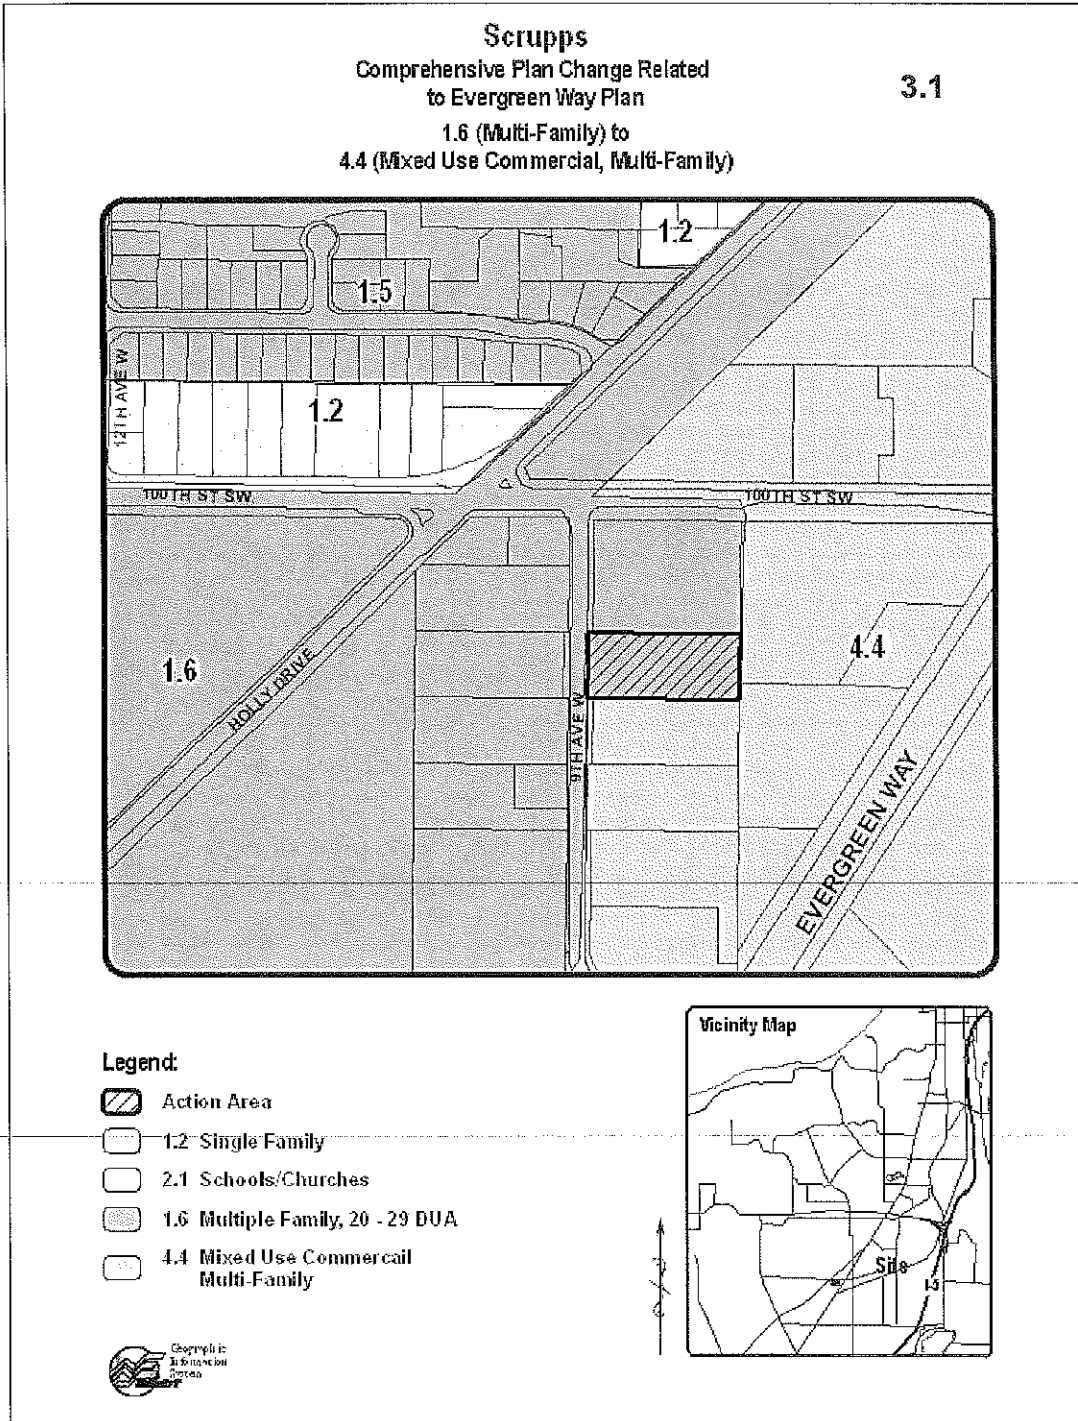 Scrupps
Comprehensive Plan Change Related
to Evergreen Way Plan
3.1
1.6 (Multi-Family) to
4.4 (Mixed Use Commercial, Multi-Family)
1.2
1.5
12TH AVE W
1.2
100TH ST SW
100TH ST SW
1.6
HOLLY DRIVE
9TH AVE W
4.4
EVERGREEN WAY
Vicinity Map
Site
I-5
Legend:
Action Area
1.2 Single Family
2.1 Schools/Churches
1.6 Multiple Family, 20 - 29 DUA
4.4 Mixed Use Commercail
Multi-Family
Geographic
Information
System